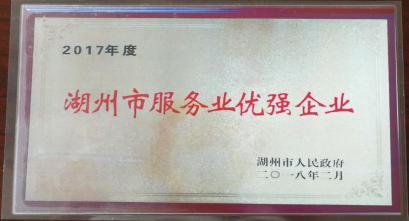 2017年度
湖州市服务业优强企业
湖州市人民政府
二〇一八年二月